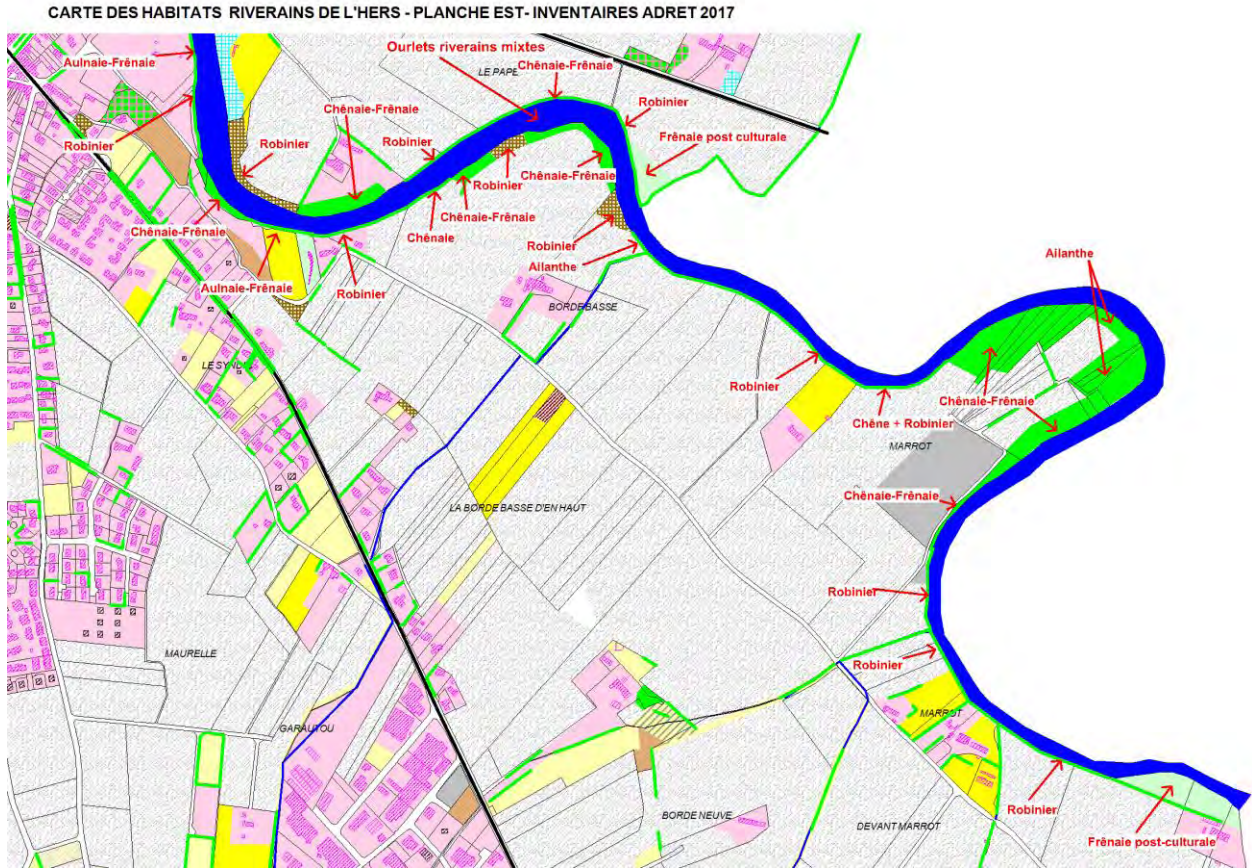 CARTE DES HABITATS RIVERAINS DE L'HERS - PLANCHE EST- INVENTAIRES ADRET 2017
Aulnaie-Frênaie
Ourlets riverains mixtes
LE PAPE
Chênaie-Frênaie
Chênaie-Frênaie
Robinier
Robinier
Robinier
Robinier
Frênaie post culturale
Robinier
Chênaie-Frênaie
Chênaie-Frênaie
Chênaie-Frênaie
Chênaie
Robinier
Ailanthe
Ailanthe
Aulnaie-Frênaie
Robinier
BORDEBASSE
LE SYND
Robinier
Chênaie-Frênaie
Chêne + Robinier
MARROT
Chênaie-Frênaie
LA BORDE BASSE D'EN HAUT
Robinier
MAURELLE
Robinier
MARROT
GARAUTOU
Robinier
BORDE NEUVE
DEVANT MARROT
Frênaie post-culturale